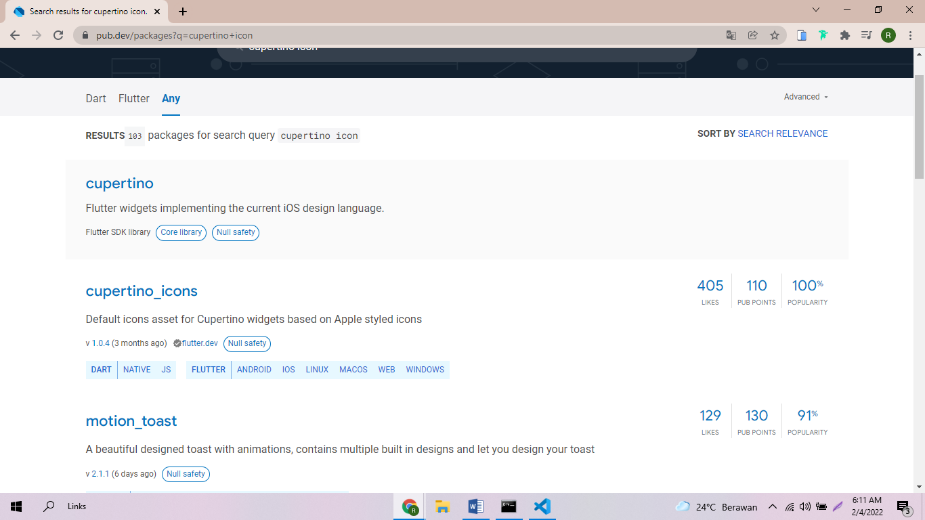 Search results for cupertino icon.
pub.dev/packages?q=cupertino+icon
R
cupertino icon
Dart Flutter Any
Advanced
RESULTS 103 packages for search query cupertino icon
SORT BY SEARCH RELEVANCE
cupertino
Flutter widgets implementing the current iOS design language.
Flutter SDK library Core library Null safety
cupertino_icons
405 110 100%
LIKES PUB POINTS POPULARITY
Default icons asset for Cupertino widgets based on Apple styled icons
v 1.0.4 (3 months ago) flutter.dev Null safety
DART NATIVE JS FLUTTER ANDROID IOS LINUX MACOS WEB WINDOWS
motion_toast
129 130 91%
LIKES PUB POINTS POPULARITY
A beautiful designed toast with animations, contains multiple built in designs and let you design your toast
v 2.1.1 (6 days ago) Null safety
Links
24°C Berawan
6:11 AM
2/4/2022
3